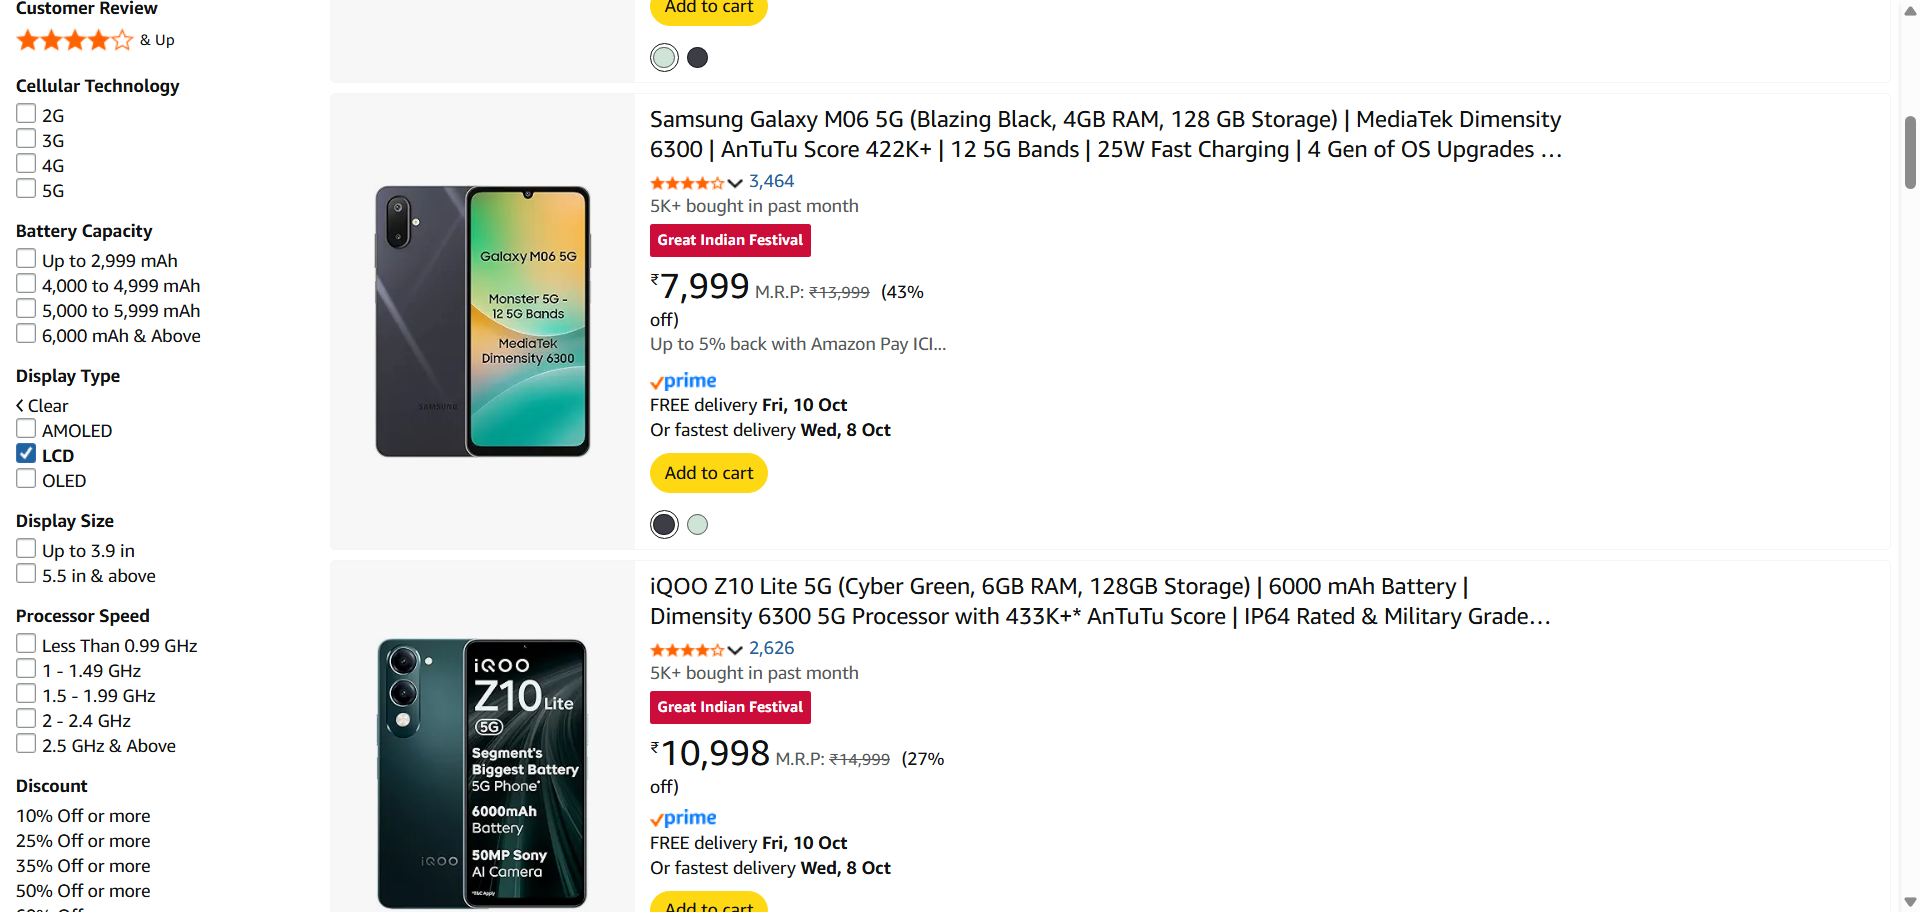 Customer Review
& Up
Cellular Technology
2G
3G
4G
5G
Battery Capacity
Up to 2,999 mAh
4,000 to 4,999 mAh
5,000 to 5,999 mAh
6,000 mAh & Above
Display Type
Clear
AMOLED
LCD
OLED
Display Size
Up to 3.9 in
5.5 in & above
Processor Speed
Less Than 0.99 GHz
1 - 1.49 GHz
1.5 - 1.99 GHz
2 - 2.4 GHz
2.5 GHz & Above
Discount
10% Off or more
25% Off or more
35% Off or more
50% Off or more
Add to cart
Galaxy M06 5G
Monster 5G -
12 5G Bands
MediaTek
Dimensity 6300
SAMSUNG
Samsung Galaxy M06 5G (Blazing Black, 4GB RAM, 128 GB Storage) | MediaTek Dimensity
6300 | AnTuTu Score 422K+ | 12 5G Bands | 25W Fast Charging | 4 Gen of OS Upgrades …
3,464
5K+ bought in past month
Great Indian Festival
₹7,999 M.R.P: ₹13,999 (43%
off)
Up to 5% back with Amazon Pay ICI...
prime
FREE delivery Fri, 10 Oct
Or fastest delivery Wed, 8 Oct
Add to cart
iQOO
Z10 Lite
5G
Segment's
Biggest Battery
5G Phone*
6000mAh
Battery
50MP Sony
AI Camera
*T&C Apply
iQOO
iQOO Z10 Lite 5G (Cyber Green, 6GB RAM, 128GB Storage) | 6000 mAh Battery |
Dimensity 6300 5G Processor with 433K+* AnTuTu Score | IP64 Rated & Military Grade…
2,626
5K+ bought in past month
Great Indian Festival
₹10,998 M.R.P: ₹14,999 (27%
off)
prime
FREE delivery Fri, 10 Oct
Or fastest delivery Wed, 8 Oct
Add to cart